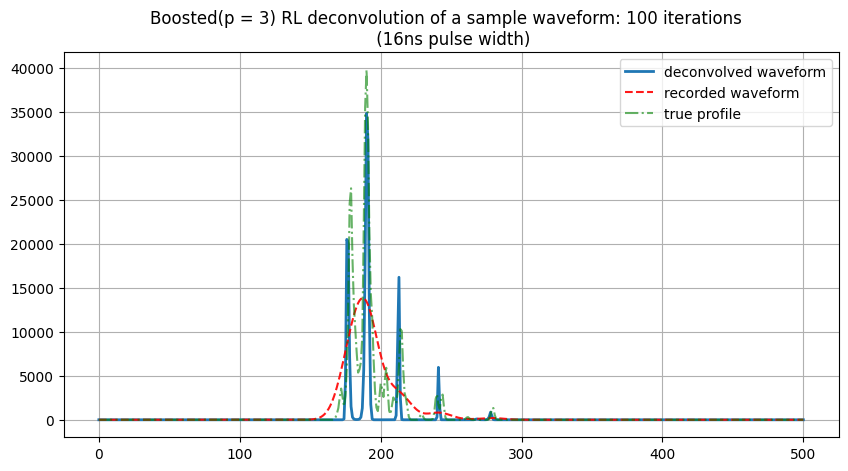 Boosted(p = 3) RL deconvolution of a sample waveform: 100 iterations
(16ns pulse width)
deconvolved waveform
recorded waveform
true profile
40000
35000
30000
25000
20000
15000
10000
5000
0
0 100 200 300 400 500